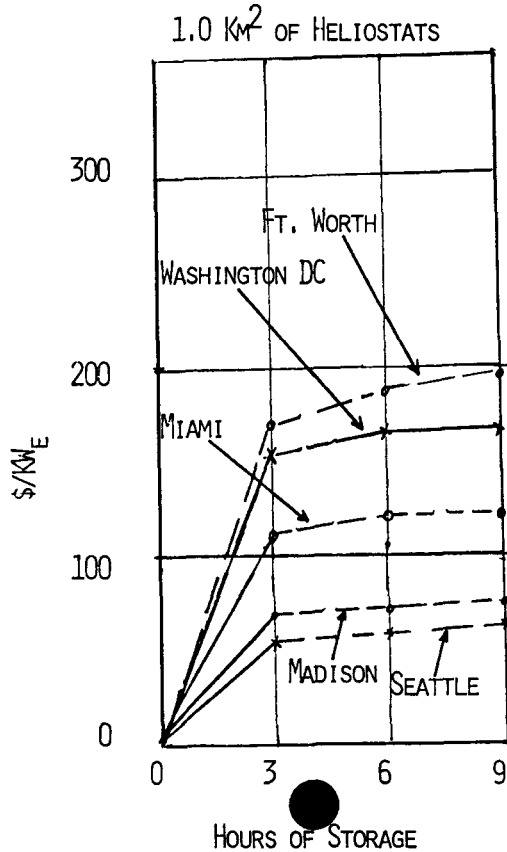 1.0 KM² OF HELIOSTATS
300
FT. WORTH
WASHINGTON DC
200
MIAMI
$/KWE
100
MADISON
SEATTLE
0
0 3 6 9
HOURS OF STORAGE